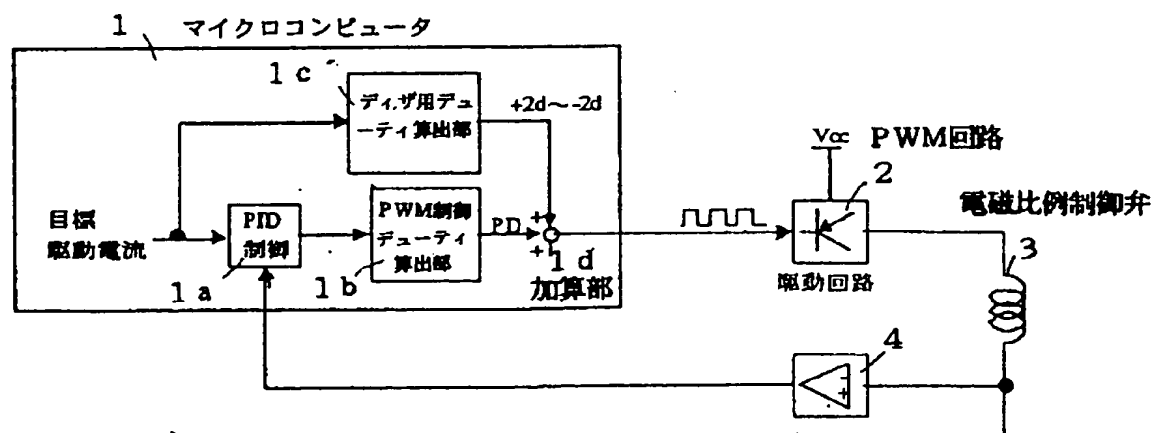 1 マイクロコンピュータ
1c
ディザ用デュ
ーティ算出部
+2d～-2d
Vcc PWM回路
2
電磁比例制御弁
目標
駆動電流
PID
制御
PWM制御
デューティ
算出部
PD
+
+
1a
1b
1d
加算部
駆動回路
3
4
-
+